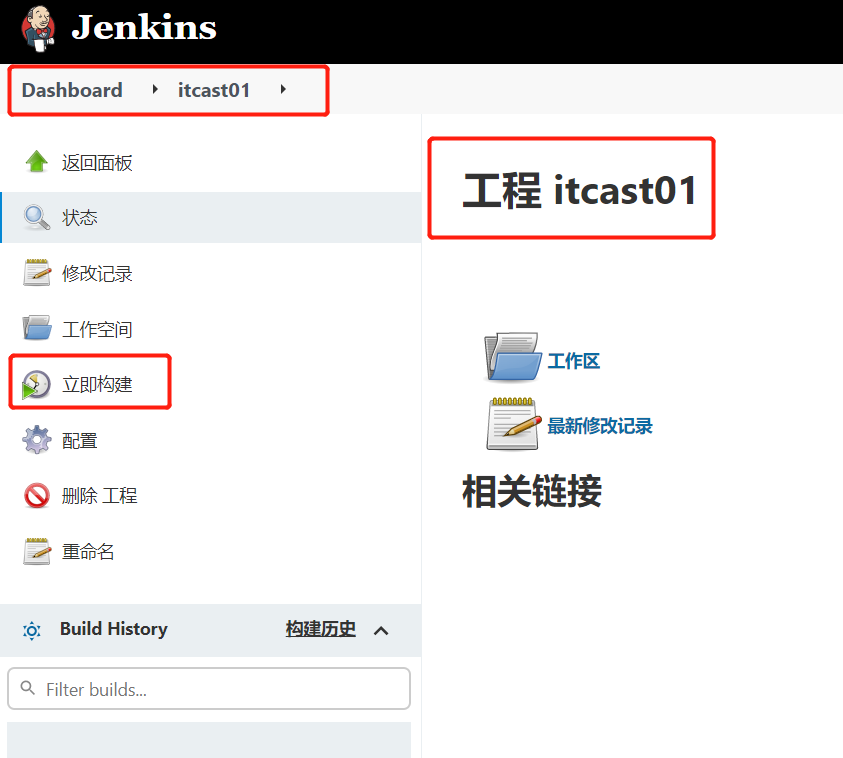 Jenkins
Dashboard itcast01
返回面板
状态
修改记录
工作空间
立即构建
配置
删除 工程
重命名
Build History 构建历史
Filter builds...
工程 itcast01
工作区
最新修改记录
相关链接